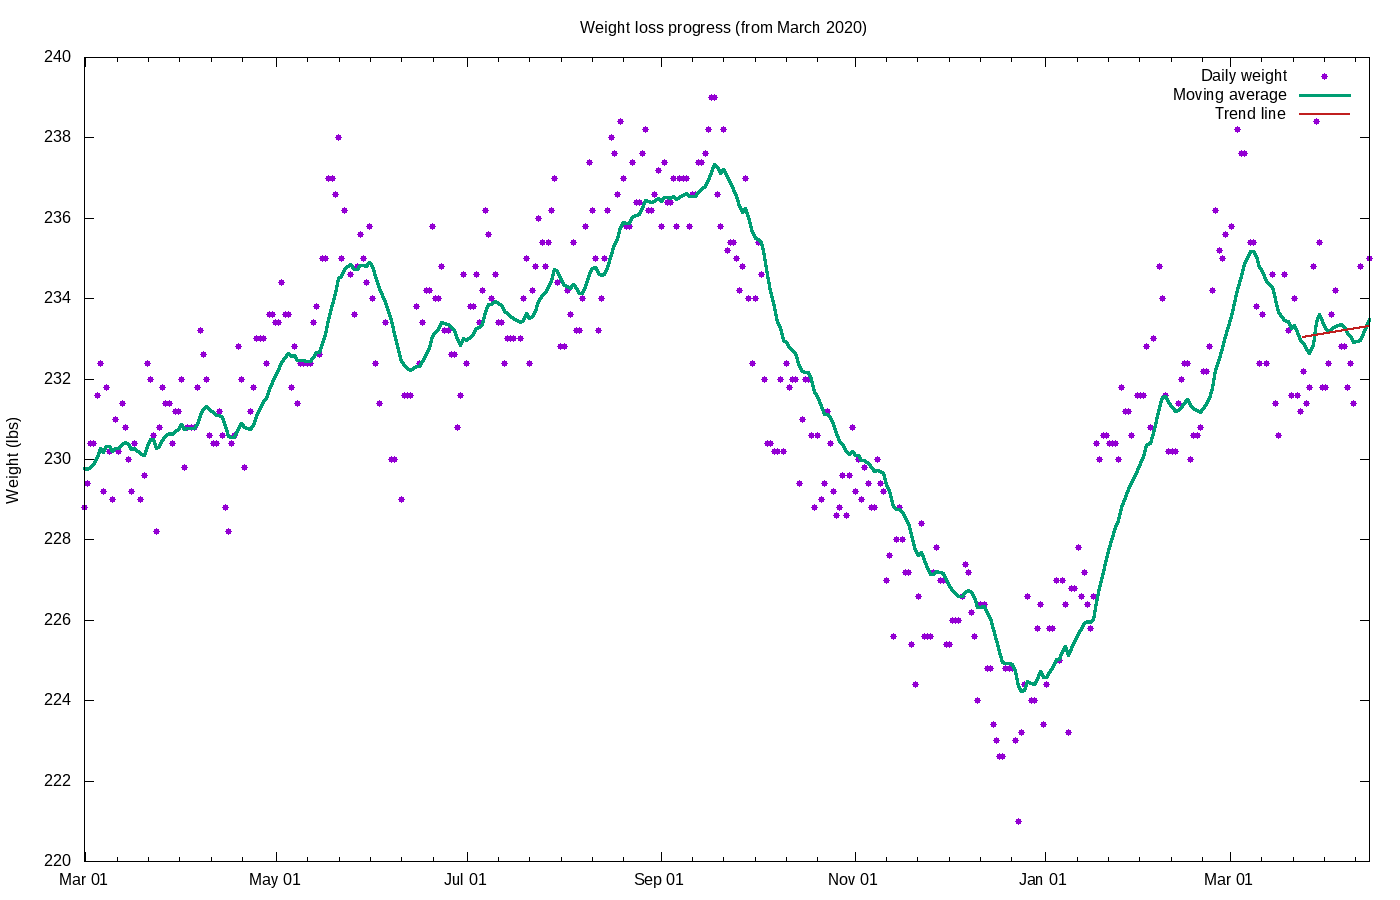 Weight loss progress (from March 2020)
Daily weight
Moving average
Trend line
Weight (lbs)
240
238
236
234
232
230
228
226
224
222
220
Mar 01 May 01 Jul 01 Sep 01 Nov 01 Jan 01 Mar 01